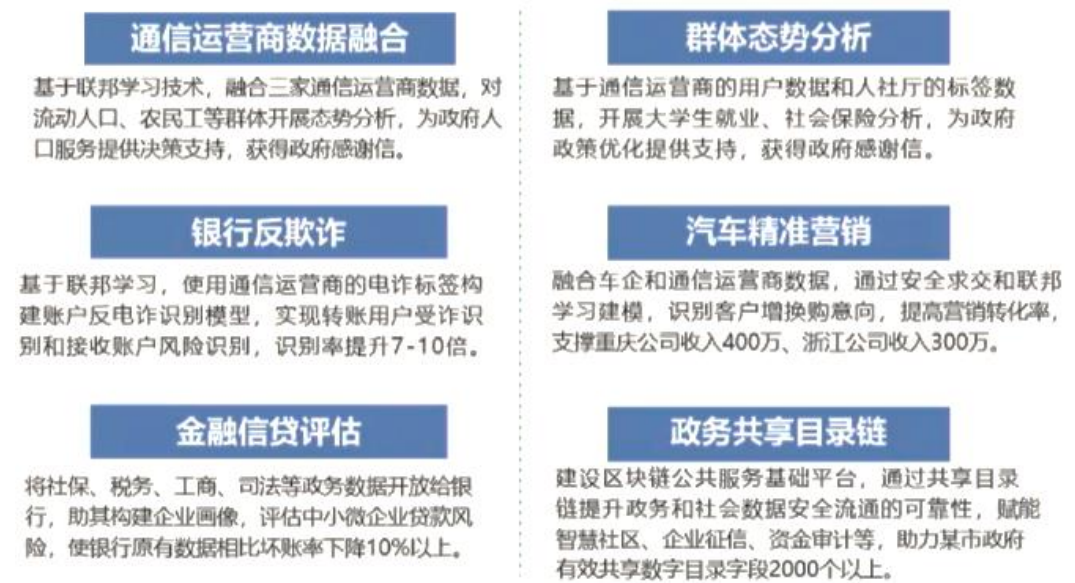 通信运营商数据融合
基于联邦学习技术，融合三家通信运营商数据，对
流动人口、农民工等群体开展态势分析，为政府人
口服务提供决策支持，获得政府感谢信。
群体态势分析
基于通信运营商的用户数据和人社厅的标签数
据，开展大学生就业、社会保险分析，为政府
政策优化提供支持，获得政府感谢信。
银行反欺诈
基于联邦学习，使用通信运营商的电诈标签构
建账户反电诈识别模型，实现转账用户受诈识
别和接收账户风险识别，识别率提升7-10倍。
汽车精准营销
融合车企和通信运营商数据，通过安全求交和联邦
学习建模，识别客户增换购意向，提高营销转化率，
支撑重庆公司收入400万、浙江公司收入300万。
金融信贷评估
将社保、税务、工商、司法等政务数据开放给银
行，助其构建企业画像，评估中小微企业贷款风
险，使银行原有数据相比坏账率下降10%以上。
政务共享目录链
建设区块链公共服务基础平台，通过共享目录
链提升政务和社会数据安全流通的可靠性，赋能
智慧社区、企业征信、资金审计等，助力某市政府
有效共享数字目录字段2000个以上。